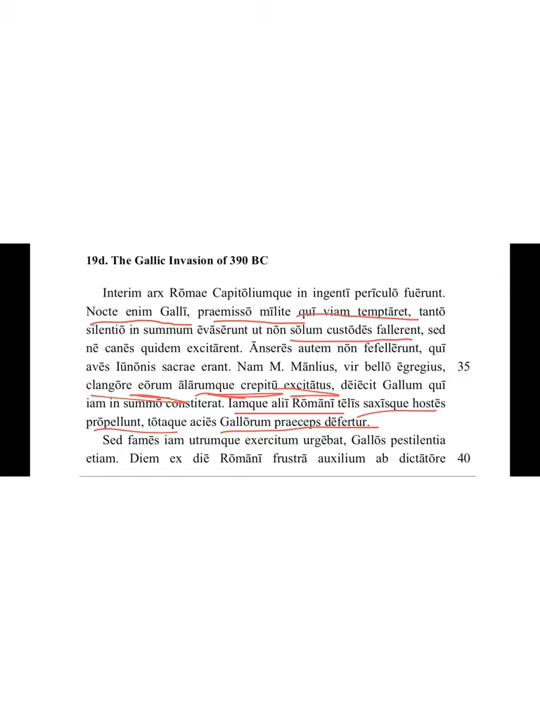 19d. The Gallic Invasion of 390 BC
Interim arx Rōmae Capitōliumque in ingentī perīculō fuērunt.
Nocte enim Gallī, praemissō mīlite quī viam temptāret, tantō
silentiō in summum ēvāsērunt ut nōn sōlum custōdēs fallerent, sed
nē canēs quidem excitārent. Ānserēs autem nōn fefellērunt, quī
avēs Iūnōnis sacrae erant. Nam M. Mānlius, vir bellō ēgregius, 35
clangōre eōrum ālārumque crepitū excitātus, dēiēcit Gallum quī
iam in summō constiterat. Iamque aliī Rōmānī tēlīs saxīsque hostēs
prōpellunt, tōtaque aciēs Gallōrum praeceps dēfertur.
Sed famēs iam utrumque exercitum urgēbat, Gallōs pestilentia
etiam. Diem ex diē Rōmānī frustrā auxilium ab dictātōre 40